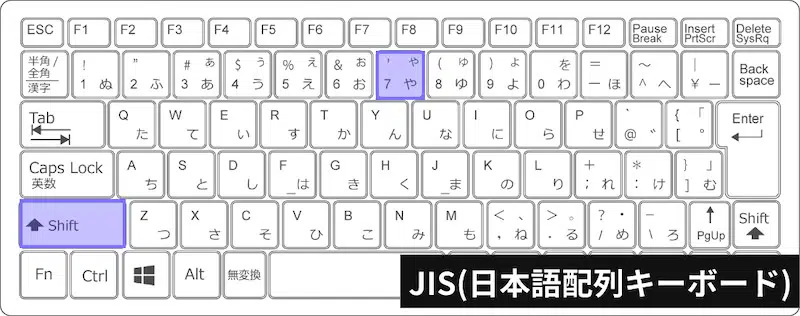 ESC F1 F2 F3 F4 F5 F6 F7 F8 F9 F10 F11 F12 Pause Insert Delete
Break PrtScr SysRq
半角/ ! " # ぁ $ ぅ % ぇ & ぉ ' ゃ ( ゅ ) ょ を = ～ | Back
全角 1 ぬ 2 ふ 3 あ 4 う 5 え 6 お 7 や 8 ゆ 9 よ 0 わ － ほ ^ へ ¥ ー space
漢字
Tab Q W E R T Y U I O P ` { 「 Enter
た て い す か ん な に ら せ @ ゛ [ ゜
Caps Lock A S D F G H J K L + * } 」
英数 ち と し _は き く _ま の り ; れ : け ] む
Shift Z X C V B N M < 、 > 。 ? ・ _ Shift
つ さ そ ひ こ み も , ね . る / め \ ろ PgUp
Fn Ctrl Alt 無変換
JIS(日本語配列キーボード)